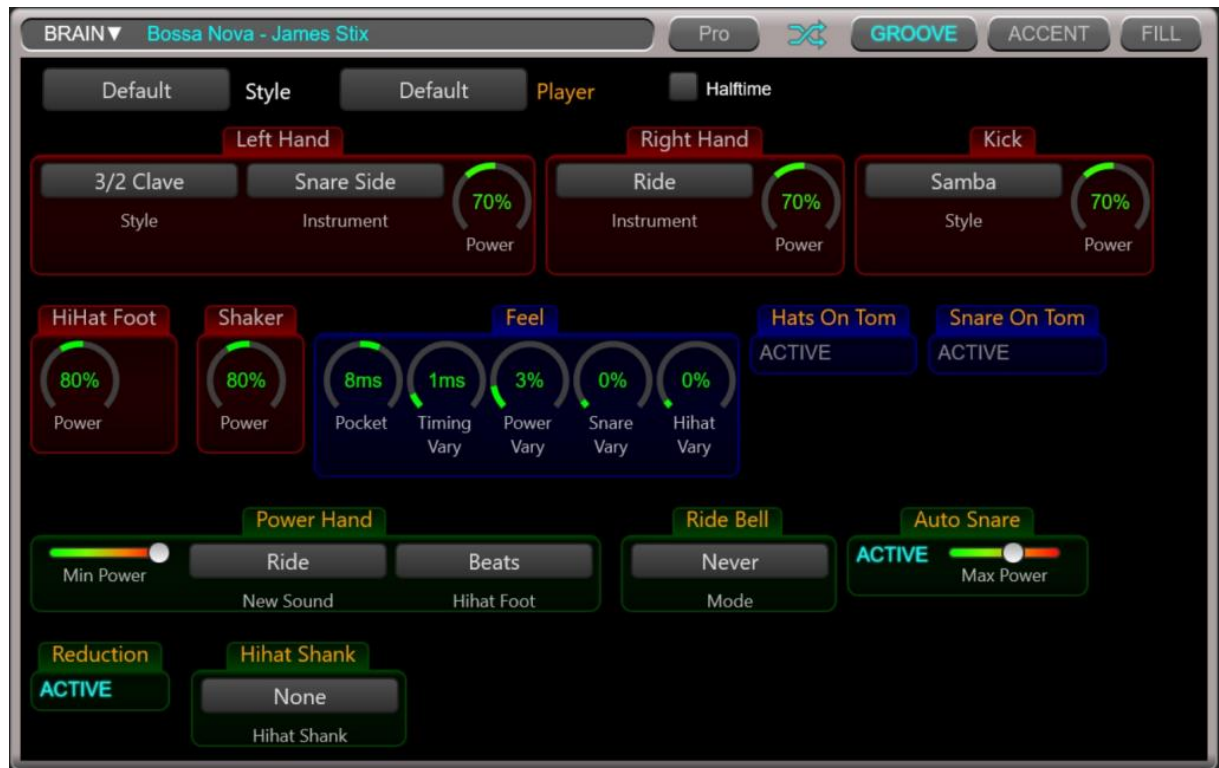 BRAIN▼ Bossa Nova - James Stix Pro GROOVE ACCENT FILL
Default Style Default Player Halftime
Left Hand Right Hand Kick
3/2 Clave Snare Side 70% Ride 70% Samba 70%
Style Instrument Power Instrument Power Style Power
HiHat Foot Shaker Feel Hats On Tom Snare On Tom
ACTIVE ACTIVE
80% 80% 8ms 1ms 3% 0% 0%
Power Power Pocket Timing Power Snare Hihat
Vary Vary Vary Vary
Power Hand Ride Bell Auto Snare
Ride Beats Never ACTIVE
Min Power New Sound Hihat Foot Mode Max Power
Reduction Hihat Shank
ACTIVE None
Hihat Shank